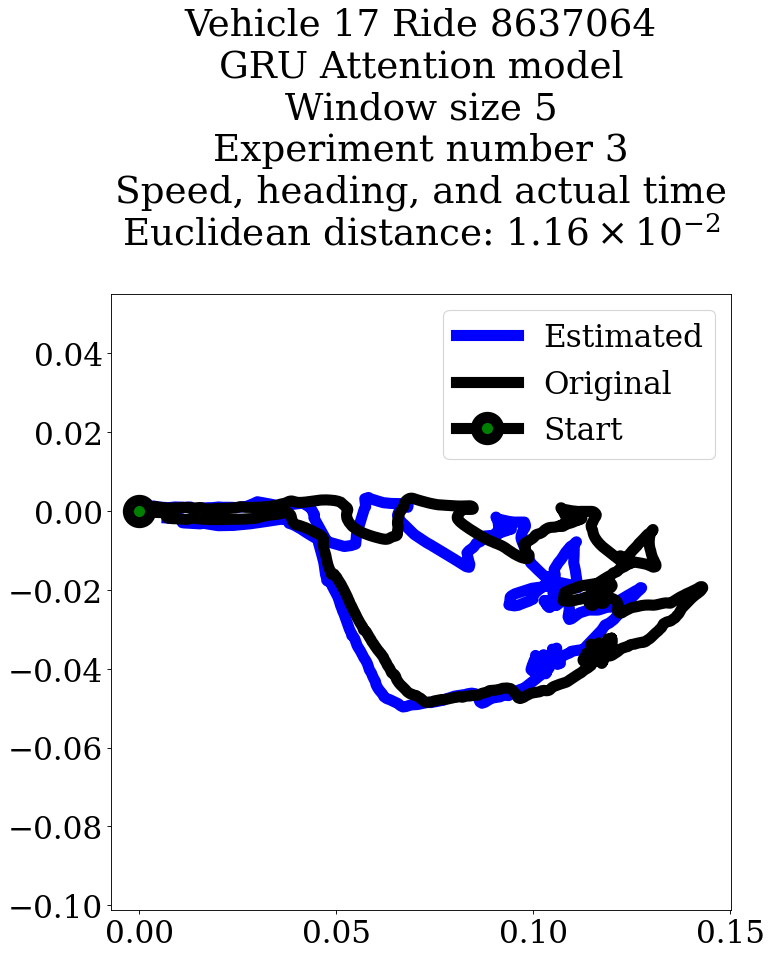 Vehicle 17 Ride 8637064
GRU Attention model
Window size 5
Experiment number 3
Speed, heading, and actual time
Euclidean distance: 1.16 × 10⁻²
Estimated
Original
Start
0.04
0.02
0.00
−0.02
−0.04
−0.06
−0.08
−0.10
0.00 0.05 0.10 0.15